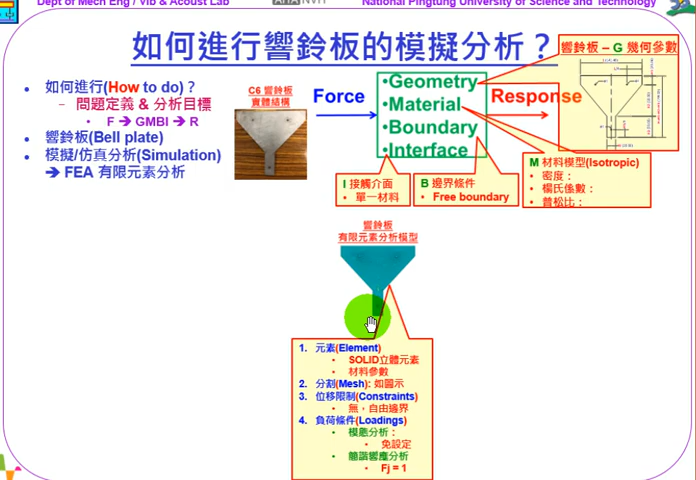 Dept of Mech Eng / Vib & Acoust Lab
National Pingtung University of Science and Technology
如何進行響鈴板的模擬分析？
• 如何進行(How to do)？
– 問題定義 & 分析目標
• F ➔ GMBI ➔ R
• 響鈴板(Bell plate)
• 模擬/仿真分析(Simulation)
➔ FEA 有限元素分析
C6 響鈴板
實體結構
Force
•Geometry
•Material
•Boundary
•Interface
Response
響鈴板 – G 幾何參數
I 接觸介面
• 單一材料
B 邊界條件
• Free boundary
M 材料模型(Isotropic)
• 密度：
• 楊氏係數：
• 普松比：
響鈴板
有限元素分析模型
1. 元素(Element)
• SOLID立體元素
• 材料參數
2. 分割(Mesh): 如圖示
3. 位移限制(Constraints)
• 無，自由邊界
4. 負荷條件(Loadings)
• 模態分析：
• 免設定
• 簡諧響應分析
• Fj = 1